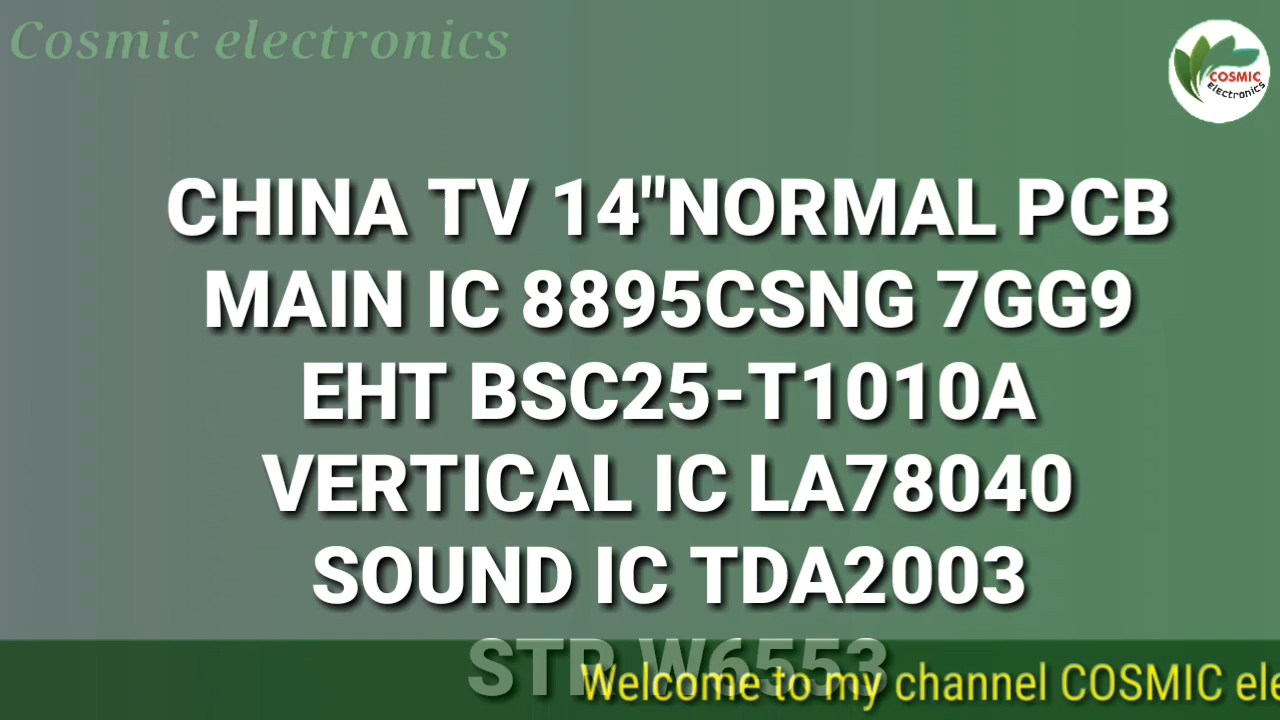 Cosmic electronics
COSMIC
electronics
CHINA TV 14"NORMAL PCB
MAIN IC 8895CSNG 7GG9
EHT BSC25-T1010A
VERTICAL IC LA78040
SOUND IC TDA2003
STR W6553
Welcome to my channel COSMIC ele